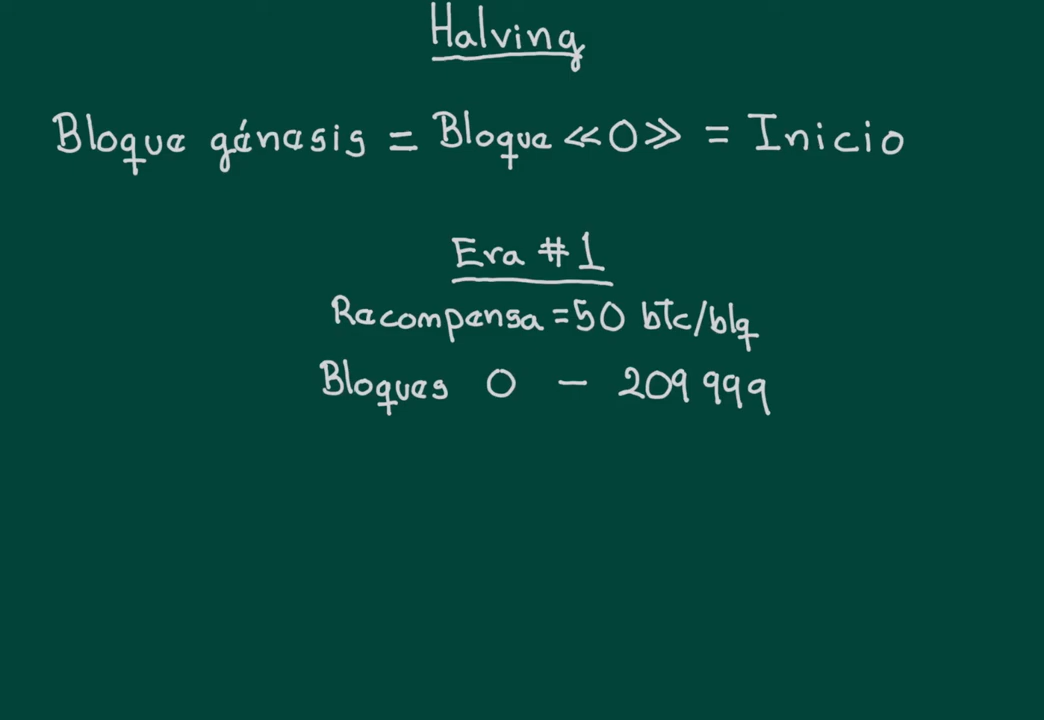 Halving
Bloque génesis = Bloque «0» = Inicio
Era #1
Recompensa = 50 btc/blq
Bloques 0 - 209 999